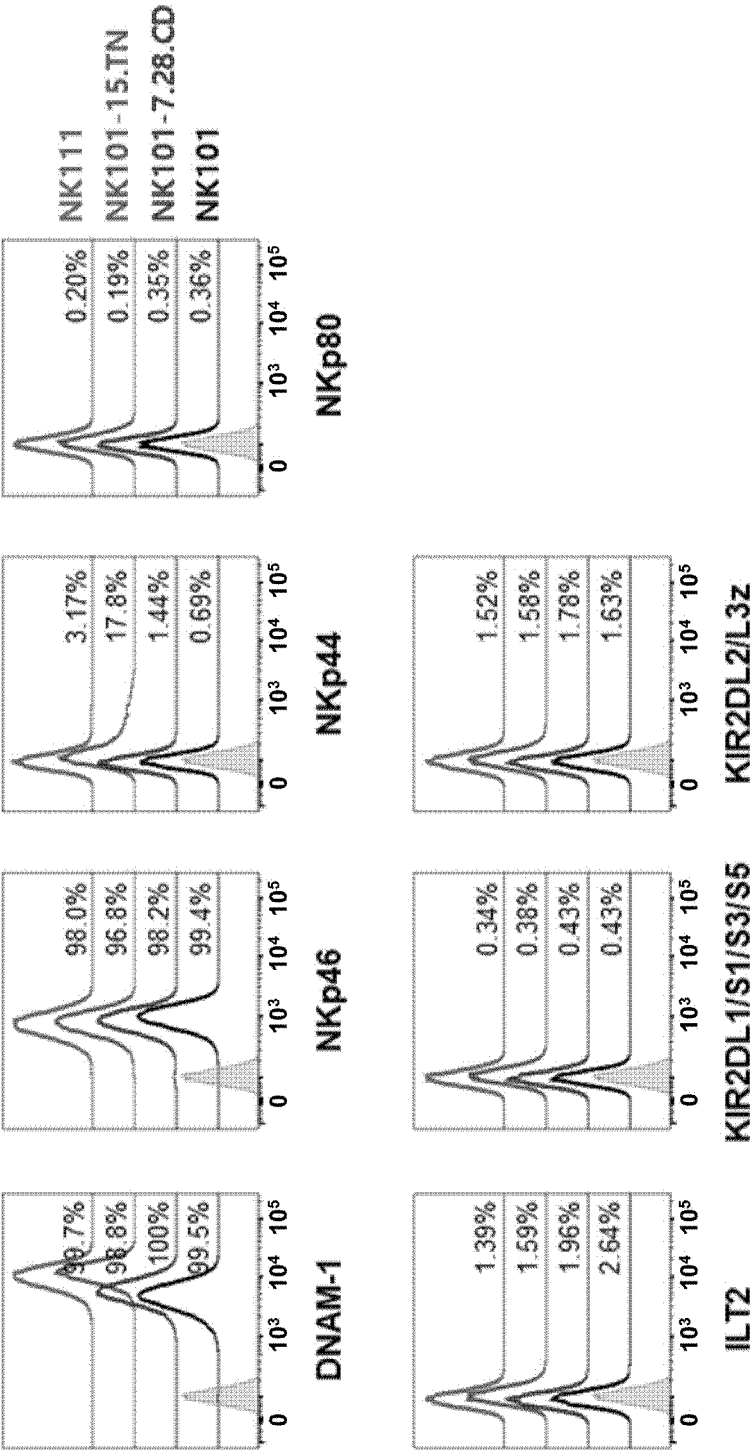 99.7%
98.8%
100%
99.5%
0 10³ 10⁴ 10⁵
DNAM-1
98.0%
96.8%
98.2%
99.4%
0 10³ 10⁴ 10⁵
NKp46
3.17%
17.8%
1.44%
0.69%
0 10³ 10⁴ 10⁵
NKp44
0.20%
0.19%
0.35%
0.36%
0 10³ 10⁴ 10⁵
NKp80
NK111
NK101-15.TN
NK101-7.28.CD
NK101
1.39%
1.59%
1.96%
2.64%
0 10³ 10⁴ 10⁵
ILT2
0.34%
0.38%
0.43%
0.43%
0 10³ 10⁴ 10⁵
KIR2DL1/S1/S3/S5
1.52%
1.58%
1.78%
1.63%
0 10³ 10⁴ 10⁵
KIR2DL2/L3z